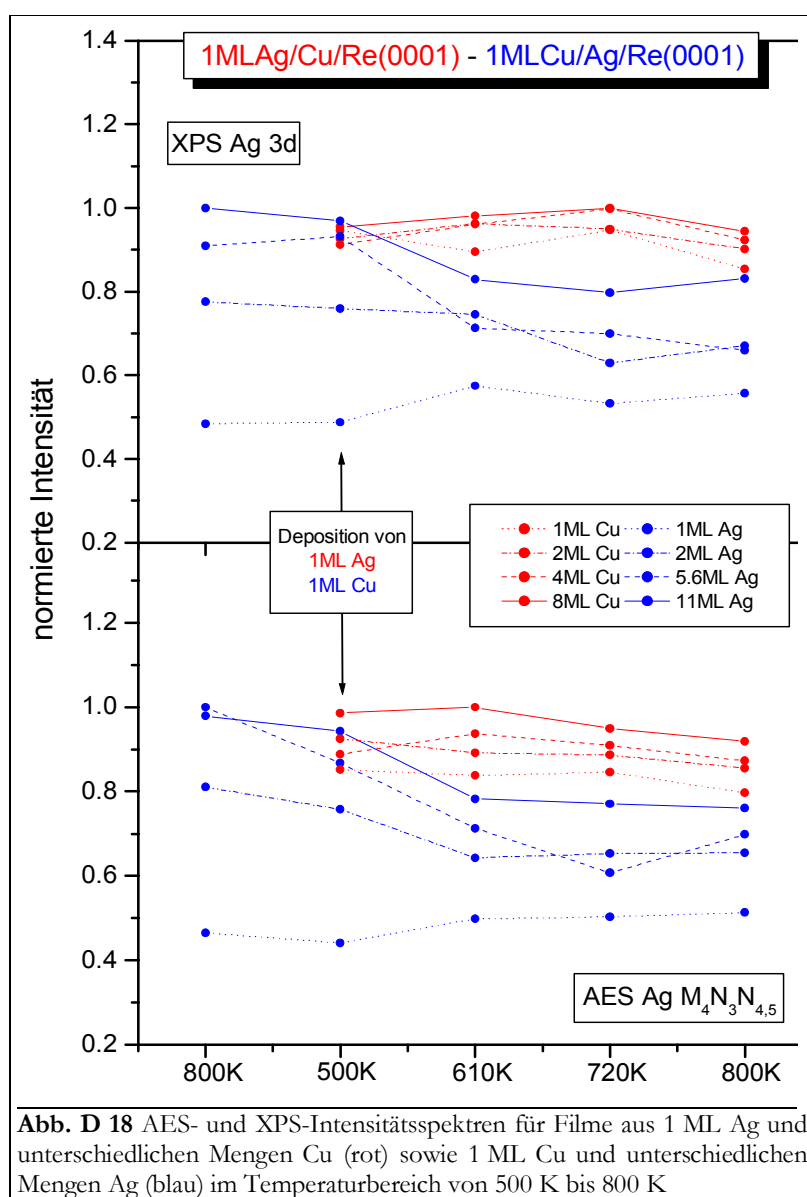 1MLAg/Cu/Re(0001) - 1MLCu/Ag/Re(0001)
XPS Ag 3d
1.4
1.2
1.0
0.8
0.6
0.4
0.2
normierte Intensität
Deposition von
1ML Ag
1ML Cu
1ML Cu 1ML Ag
2ML Cu 2ML Ag
4ML Cu 5.6ML Ag
8ML Cu 11ML Ag
1.2
1.0
0.8
0.6
0.4
0.2
AES Ag M4N3N4,5
800K 500K 610K 720K 800K
Abb. D 18 AES- und XPS-Intensitätsspektren für Filme aus 1 ML Ag und
unterschiedlichen Mengen Cu (rot) sowie 1 ML Cu und unterschiedlichen
Mengen Ag (blau) im Temperaturbereich von 500 K bis 800 K